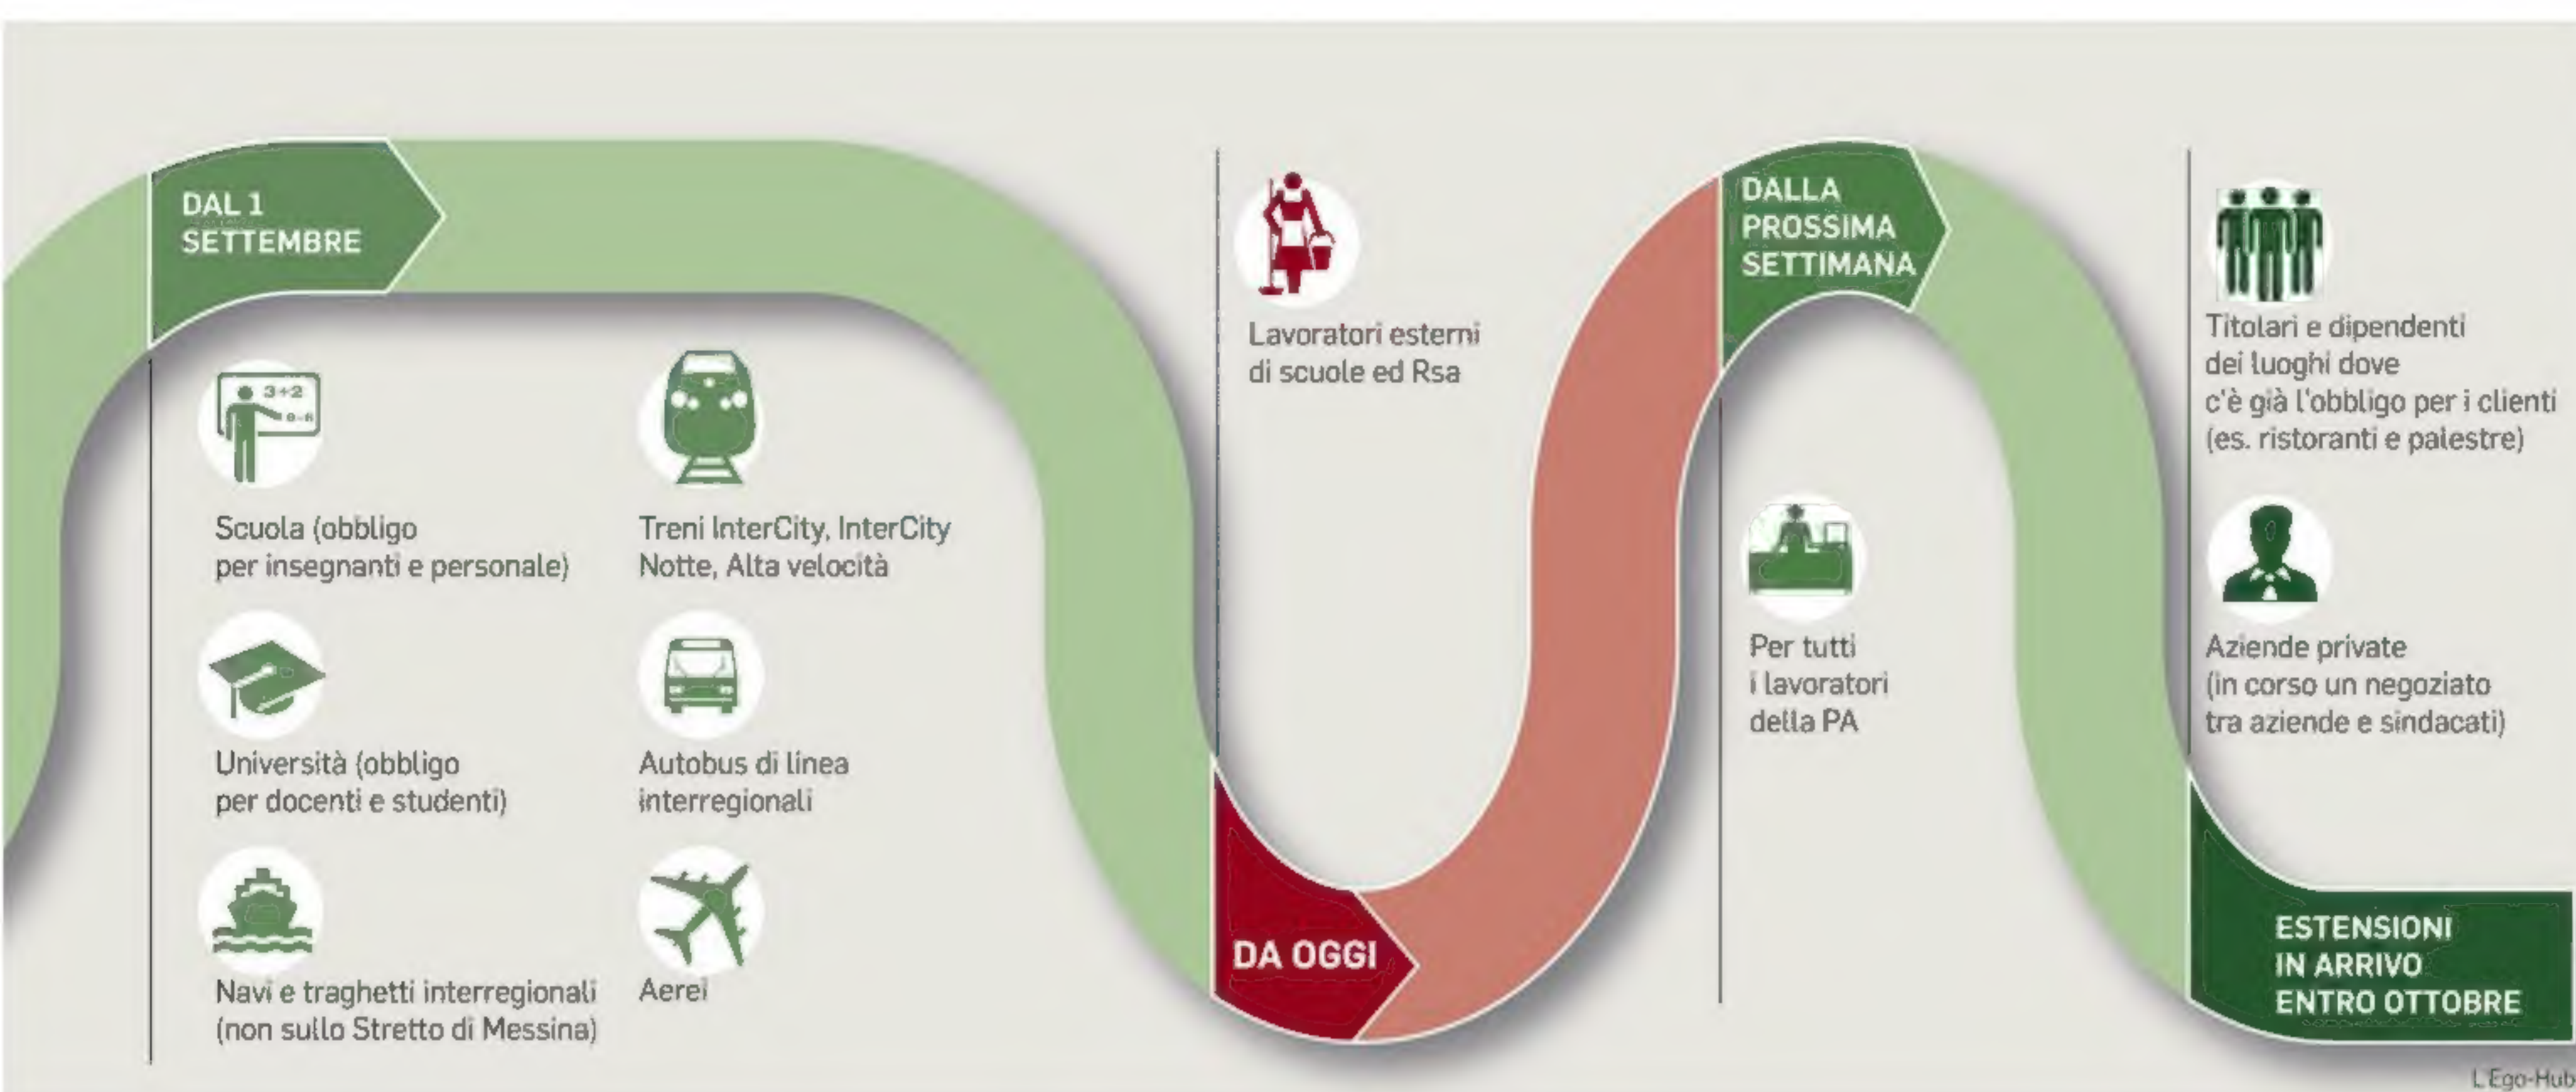 DAL 1
SETTEMBRE
3+2
Scuola (obbligo
per insegnanti e personale)
Università (obbligo
per docenti e studenti)
Navi e traghetti interregionali
(non sullo Stretto di Messina)
Treni InterCity, InterCity
Notte, Alta velocità
Autobus di linea
interregionali
Aerei
DA OGGI
Lavoratori esterni
di scuole ed Rsa
DALLA
PROSSIMA
SETTIMANA
Per tutti
i lavoratori
della PA
Titolari e dipendenti
dei luoghi dove
c'è già l'obbligo per i clienti
(es. ristoranti e palestre)
Aziende private
(in corso un negoziato
tra aziende e sindacati)
ESTENSIONI
IN ARRIVO
ENTRO OTTOBRE
L'Ego-Hub